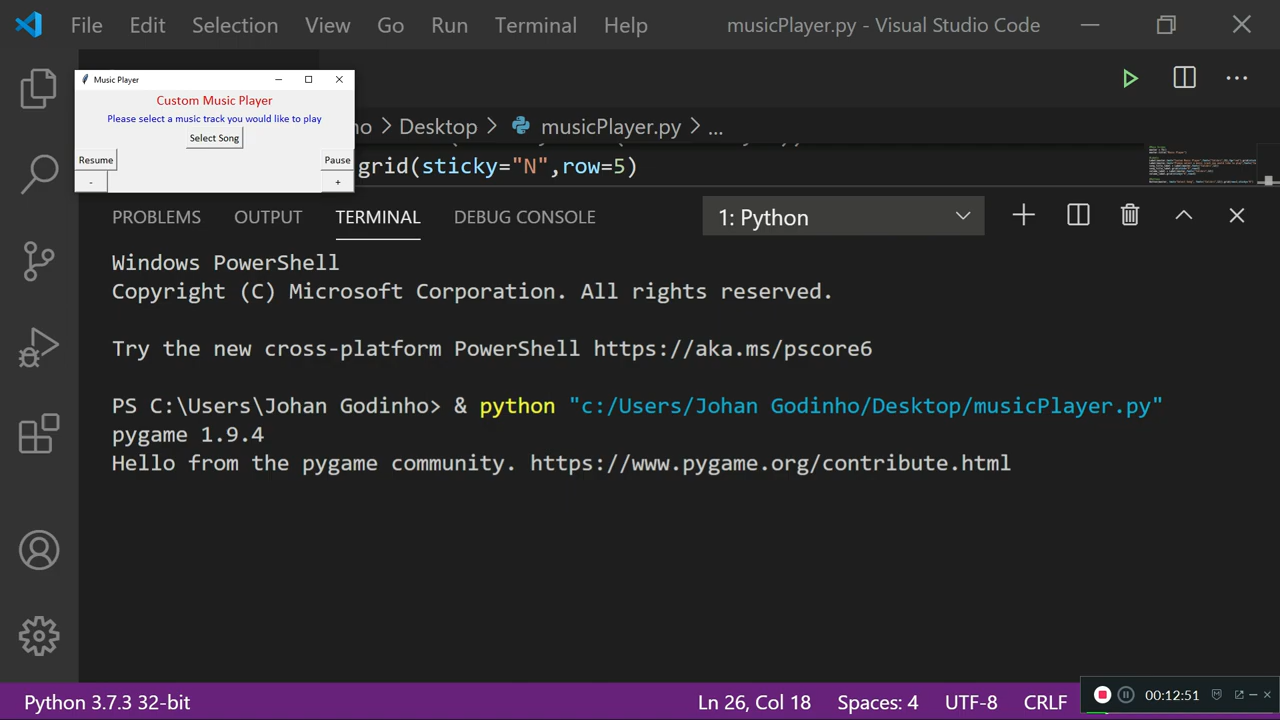 File Edit Selection View Go Run Terminal Help musicPlayer.py - Visual Studio Code
Music Player
Custom Music Player
Please select a music track you would like to play
Select Song
Resume Pause
- +
Desktop > musicPlayer.py > ...
grid(sticky="N",row=5)
PROBLEMS OUTPUT TERMINAL DEBUG CONSOLE 1: Python
Windows PowerShell
Copyright (C) Microsoft Corporation. All rights reserved.
Try the new cross-platform PowerShell https://aka.ms/pscore6
PS C:\Users\Johan Godinho> & python "c:/Users/Johan Godinho/Desktop/musicPlayer.py"
pygame 1.9.4
Hello from the pygame community. https://www.pygame.org/contribute.html
Python 3.7.3 32-bit Ln 26, Col 18 Spaces: 4 UTF-8 CRLF
00:12:51